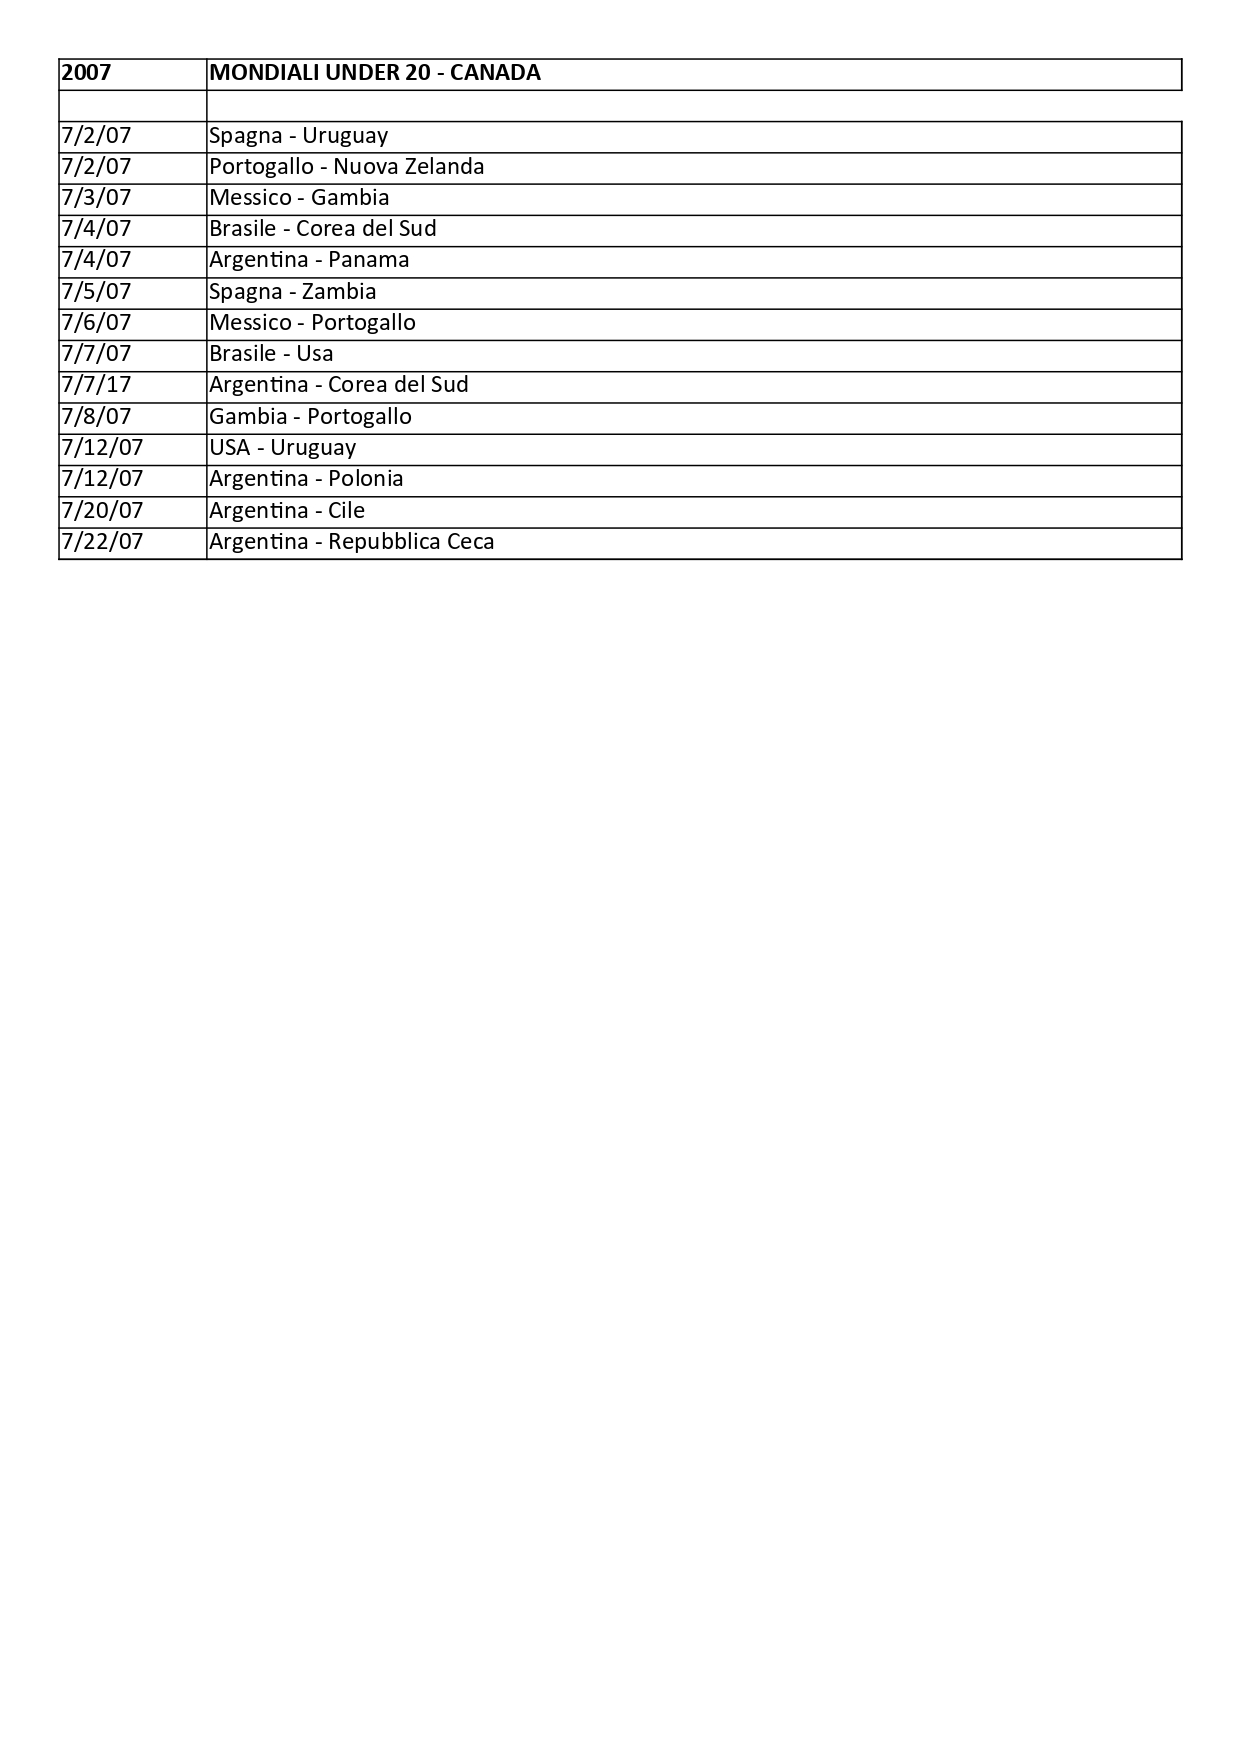 2007 MONDIALI UNDER 20 - CANADA
7/2/07 Spagna - Uruguay
7/2/07 Portogallo - Nuova Zelanda
7/3/07 Messico - Gambia
7/4/07 Brasile - Corea del Sud
7/4/07 Argentina - Panama
7/5/07 Spagna - Zambia
7/6/07 Messico - Portogallo
7/7/07 Brasile - Usa
7/7/17 Argentina - Corea del Sud
7/8/07 Gambia - Portogallo
7/12/07 USA - Uruguay
7/12/07 Argentina - Polonia
7/20/07 Argentina - Cile
7/22/07 Argentina - Repubblica Ceca